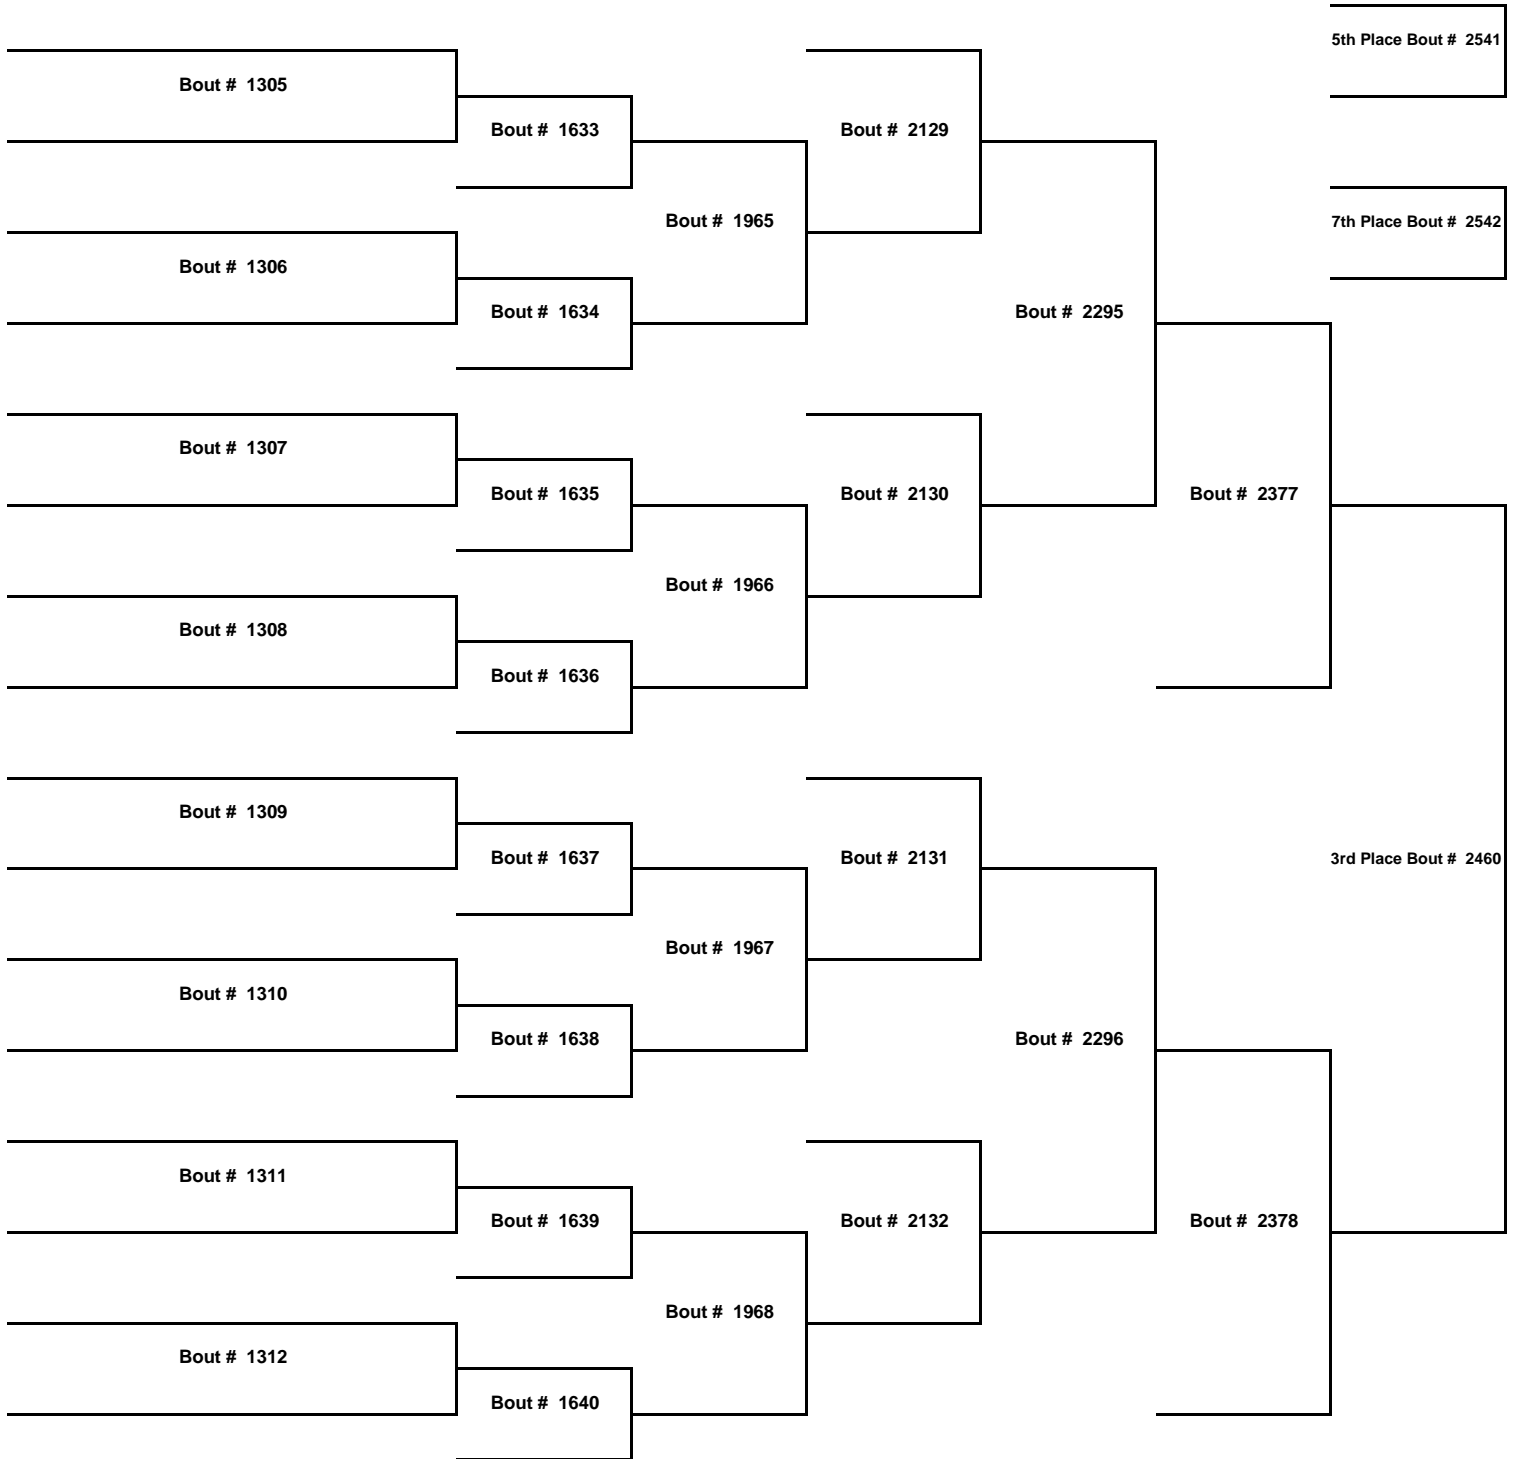 5th Place Bout # 2541
Bout # 1305
Bout # 1633
Bout # 2129
Bout # 1965
7th Place Bout # 2542
Bout # 1306
Bout # 1634
Bout # 2295
Bout # 1307
Bout # 1635
Bout # 2130
Bout # 2377
Bout # 1966
Bout # 1308
Bout # 1636
Bout # 1309
Bout # 1637
Bout # 2131
3rd Place Bout # 2460
Bout # 1967
Bout # 1310
Bout # 1638
Bout # 2296
Bout # 1311
Bout # 1639
Bout # 2132
Bout # 2378
Bout # 1968
Bout # 1312
Bout # 1640